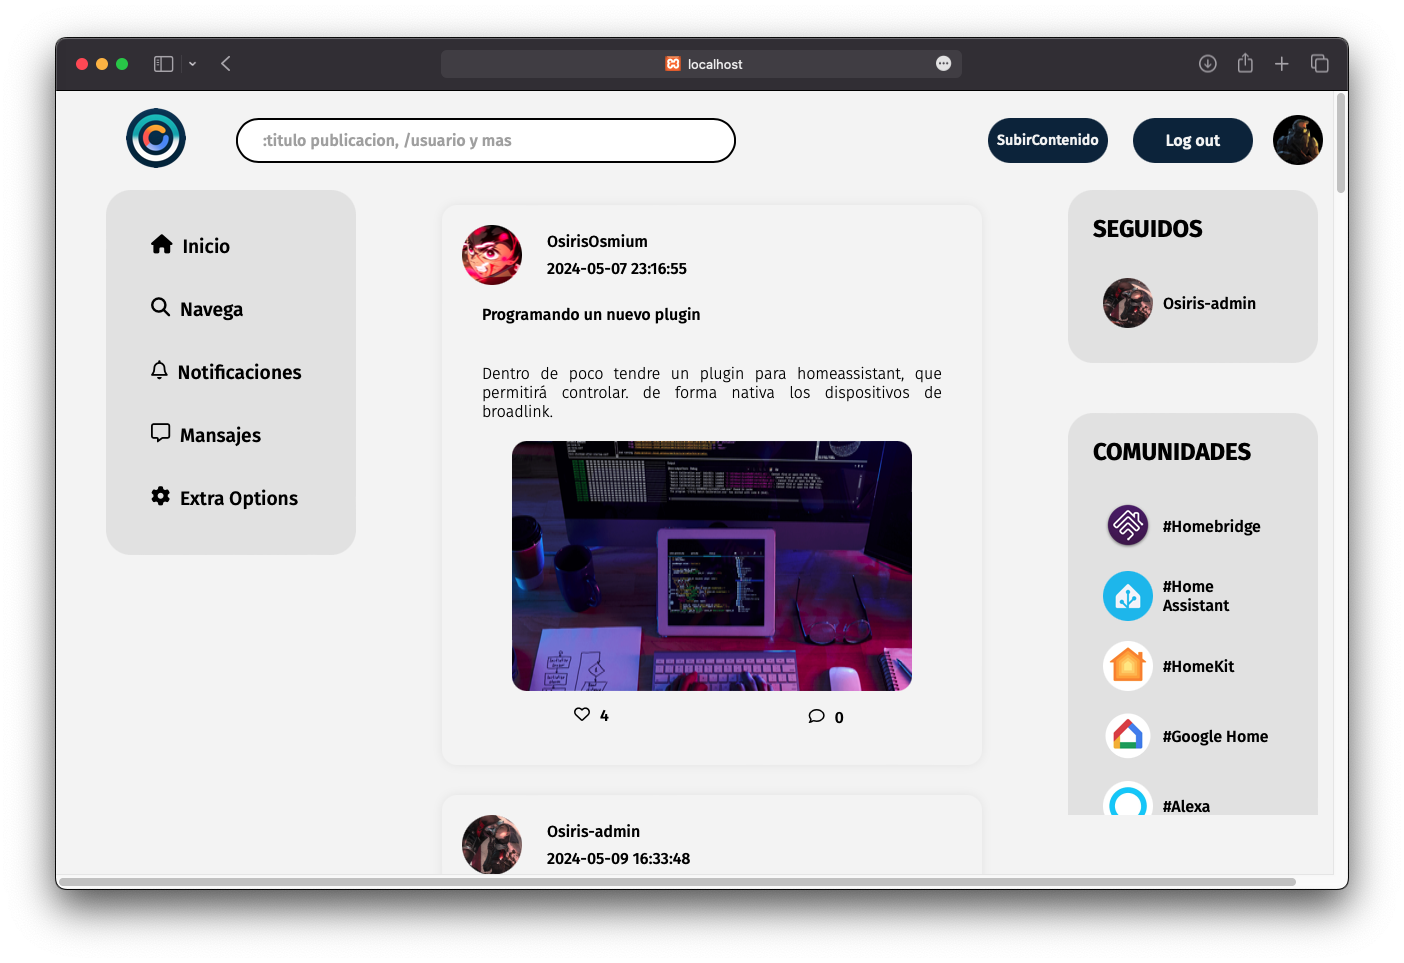 localhost
:titulo publicacion, /usuario y mas
SubirContenido
Log out
Inicio
Navega
Notificaciones
Mansajes
Extra Options
OsirisOsmium
2024-05-07 23:16:55
Programando un nuevo plugin
Dentro de poco tendre un plugin para homeassistant, que
permitirá controlar. de forma nativa los dispositivos de
broadlink.
4
0
Osiris-admin
2024-05-09 16:33:48
SEGUIDOS
Osiris-admin
COMUNIDADES
#Homebridge
#Home
Assistant
#HomeKit
#Google Home
#Alexa